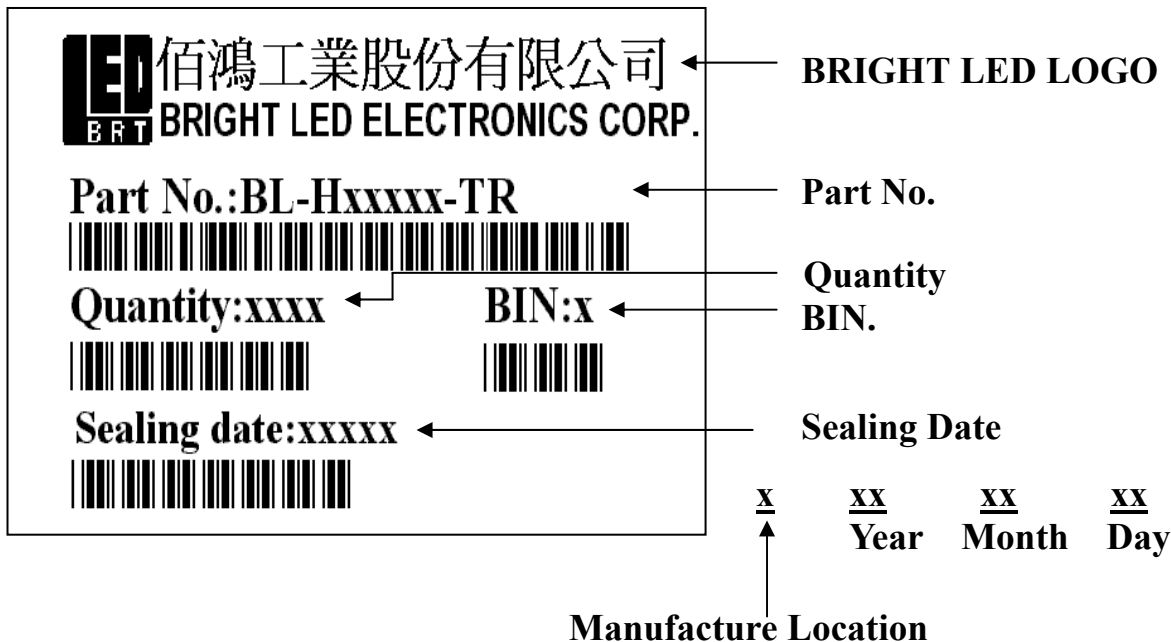 LED
BRT
佰鴻工業股份有限公司
BRIGHT LED ELECTRONICS CORP.
BRIGHT LED LOGO
Part No.:BL-Hxxxxx-TR
Part No.
Quantity:xxxx
BIN:x
Quantity
BIN.
Sealing date:xxxxx
Sealing Date
x xx xx xx
Year Month Day
Manufacture Location